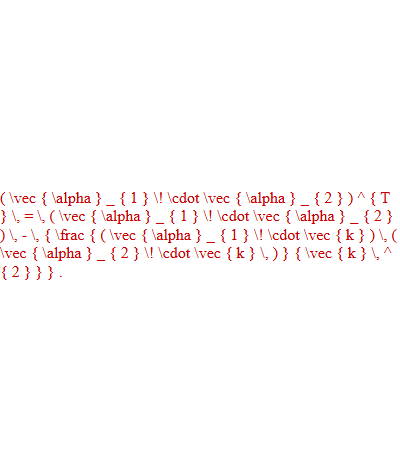 ( \vec { \alpha } _ { 1 } \! \cdot \vec { \alpha } _ { 2 } ) ^ { T
} \, = \, ( \vec { \alpha } _ { 1 } \! \cdot \vec { \alpha } _ { 2 }
) \, - \, { \frac { ( \vec { \alpha } _ { 1 } \! \cdot \vec { k } ) \, (
\vec { \alpha } _ { 2 } \! \cdot \vec { k } \, ) } { \vec { k } \, ^
{ 2 } } } .